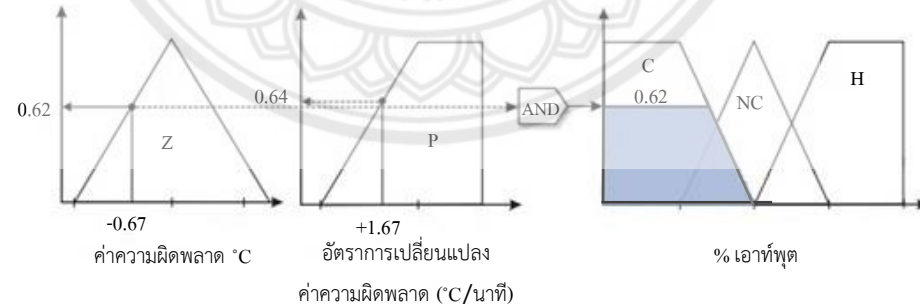 0.62
Z
-0.67
ค่าความผิดพลาด °C
0.64
P
+1.67
อัตราการเปลี่ยนแปลง
ค่าความผิดพลาด (°C/นาที)
AND
C
0.62
NC
H
% เอาท์พุต